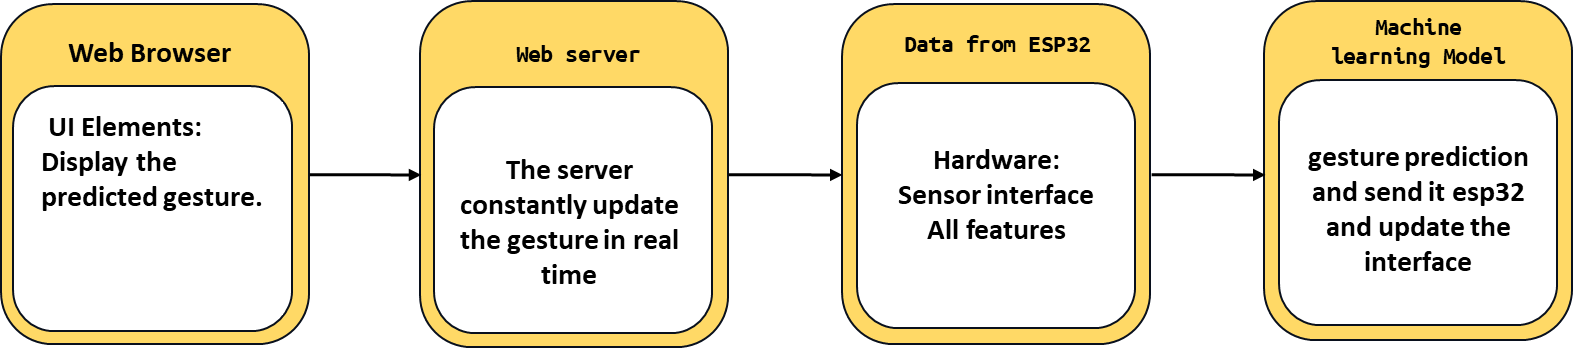 Web Browser
UI Elements:
Display the
predicted gesture.
Web server
The server
constantly update
the gesture in real
time
Data from ESP32
Hardware:
Sensor interface
All features
Machine
learning Model
gesture prediction
and send it esp32
and update the
interface